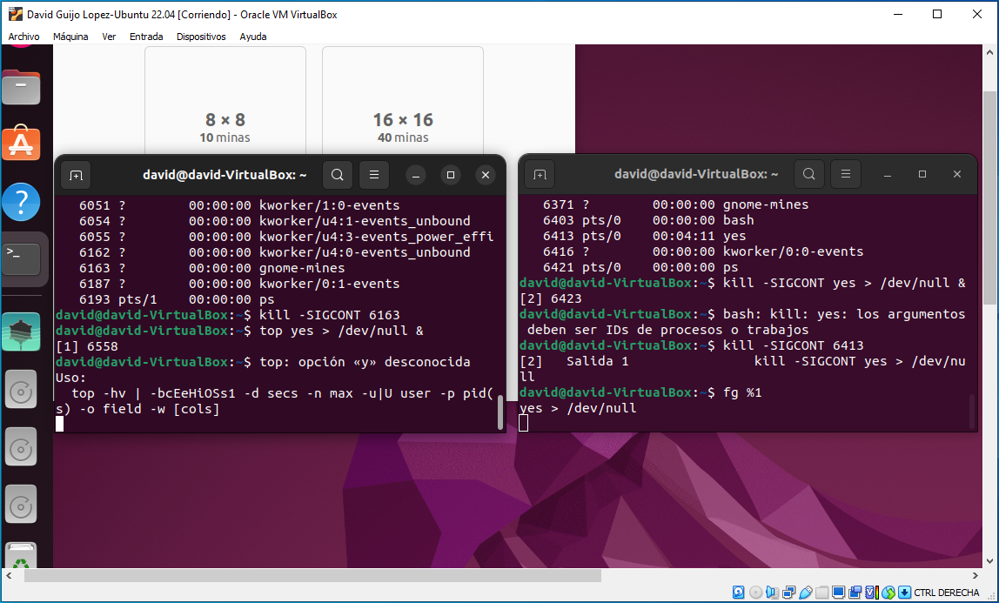 David Guijo Lopez-Ubuntu 22.04 [Corriendo] - Oracle VM VirtualBox
Archivo Máquina Ver Entrada Dispositivos Ayuda
8 × 8
10 minas
16 × 16
40 minas
david@david-VirtualBox: ~
6051 ? 00:00:00 kworker/1:0-events
6054 ? 00:00:00 kworker/u4:1-events_unbound
6055 ? 00:00:00 kworker/u4:3-events_power_effi
6162 ? 00:00:00 kworker/u4:0-events_unbound
6163 ? 00:00:00 gnome-mines
6187 ? 00:00:00 kworker/0:1-events
6193 pts/1 00:00:00 ps
david@david-VirtualBox:~$ kill -SIGCONT 6163
david@david-VirtualBox:~$ top yes > /dev/null &
[1] 6558
david@david-VirtualBox:~$ top: opción «y» desconocida
Uso:
top -hv | -bcEeHiOSs1 -d secs -n max -u|U user -p pid(
s) -o field -w [cols]
david@david-VirtualBox: ~
6371 ? 00:00:00 gnome-mines
6403 pts/0 00:00:00 bash
6413 pts/0 00:04:11 yes
6416 ? 00:00:00 kworker/0:0-events
6421 pts/0 00:00:00 ps
david@david-VirtualBox:~$ kill -SIGCONT yes > /dev/null &
[2] 6423
david@david-VirtualBox:~$ bash: kill: yes: los argumentos
deben ser IDs de procesos o trabajos
david@david-VirtualBox:~$ kill -SIGCONT 6413
[2] Salida 1 kill -SIGCONT yes > /dev/nu
ll
david@david-VirtualBox:~$ fg %1
yes > /dev/null
CTRL DERECHA